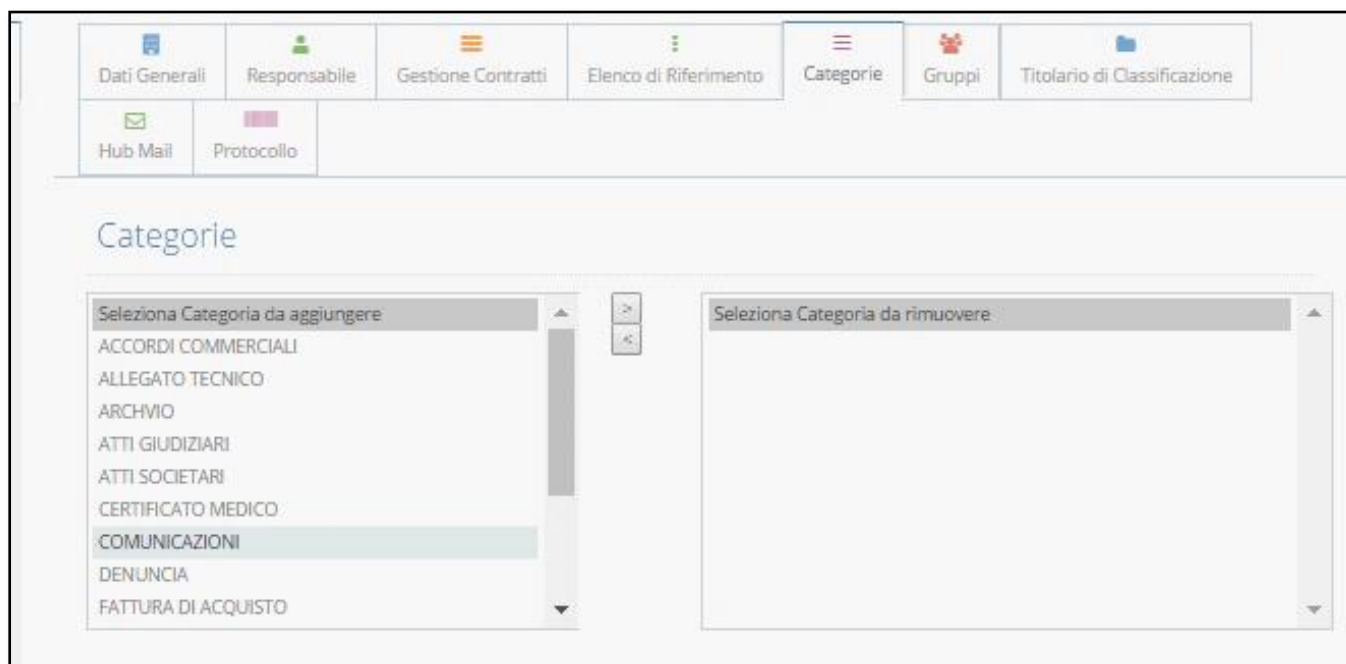 Dati Generali Responsabile Gestione Contratti Elenco di Riferimento Categorie Gruppi Titolario di Classificazione
Hub Mail Protocollo
Categorie
Seleziona Categoria da aggiungere > Seleziona Categoria da rimuovere
<
ACCORDI COMMERCIALI
ALLEGATO TECNICO
ARCHVIO
ATTI GIUDIZIARI
ATTI SOCIETARI
CERTIFICATO MEDICO
COMUNICAZIONI
DENUNCIA
FATTURA DI ACQUISTO